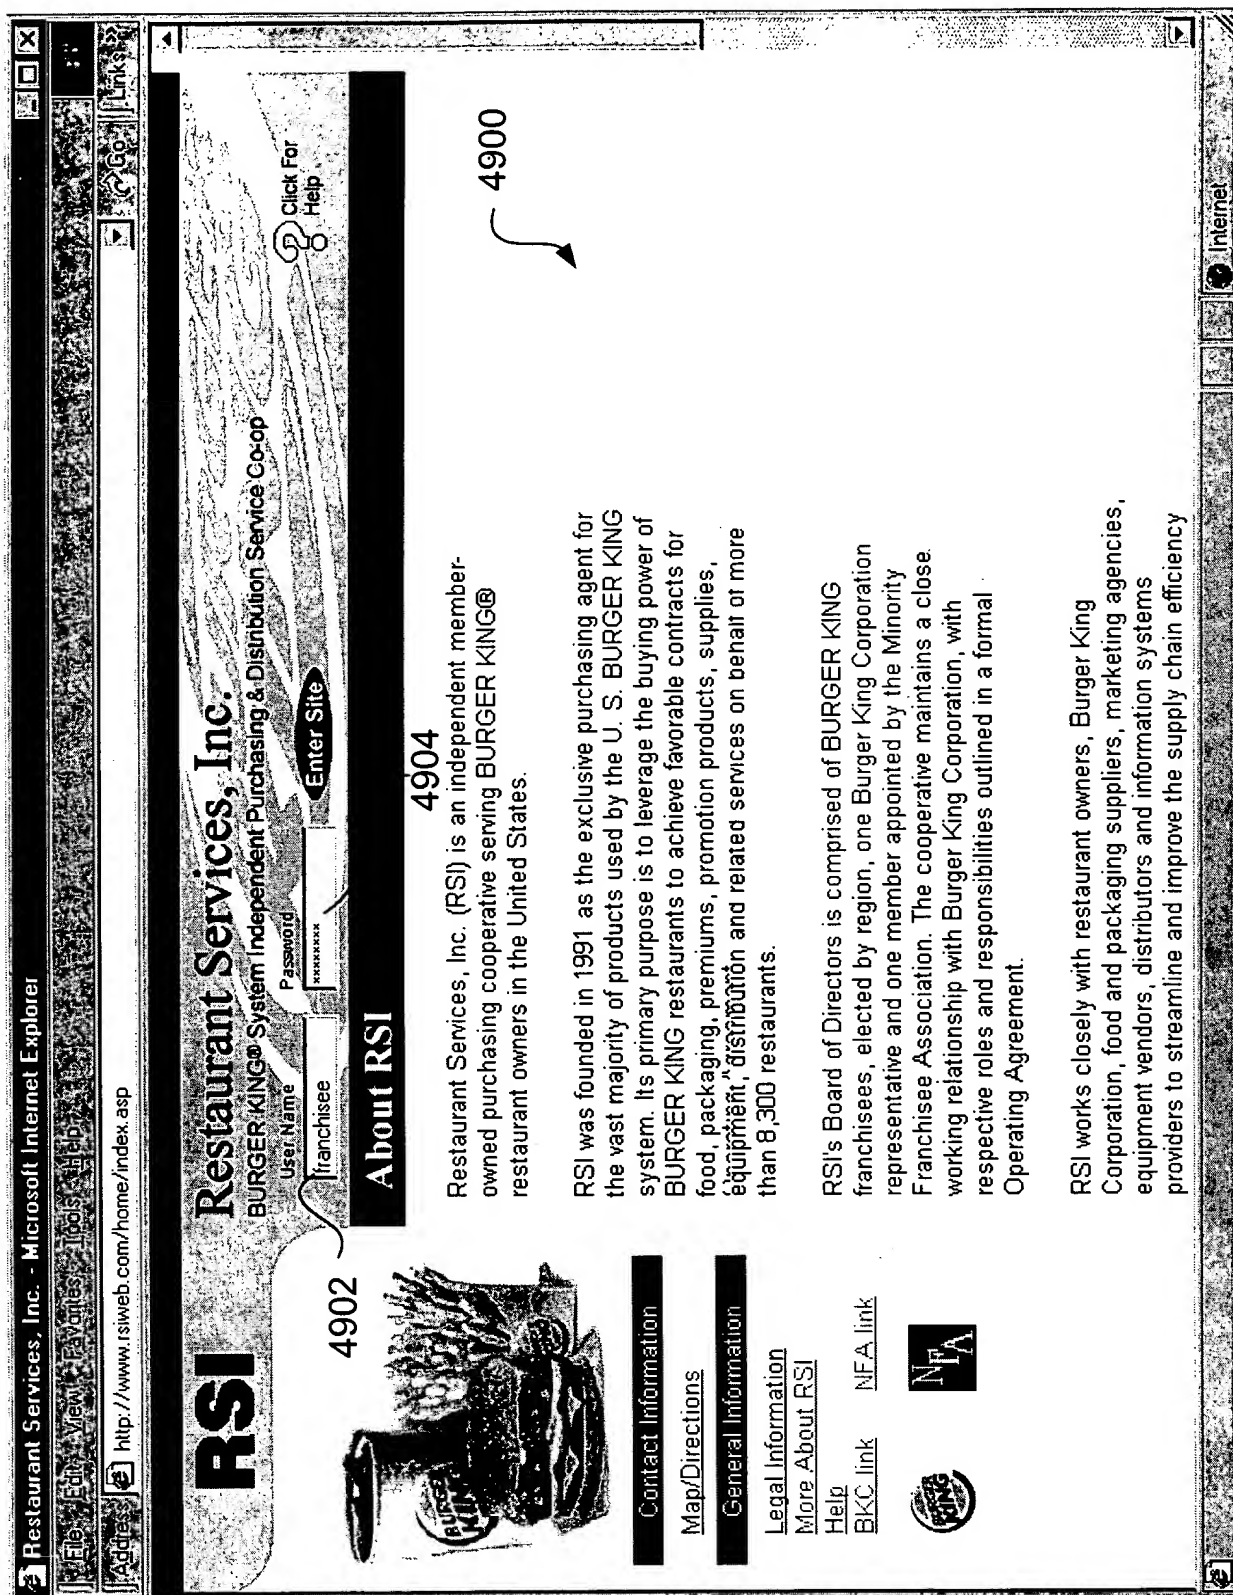 Restaurant Services, Inc. - Microsoft Internet Explorer
File Edit View Favorites Tools Help
Address http://www.rsiweb.com/home/index.asp Go Links »
RSI
Restaurant Services, Inc.
BURGER KING® System Independent Purchasing & Distribution Service Co-op
User Name Password
franchisee xxxxxxxx Enter Site
Click For
Help
4902
4904
4900
About RSI
BURGER
KING
Contact Information
Map/Directions
General Information
Legal Information
More About RSI
Help
BKC link NFA link
BURGER
KING
NFA
Restaurant Services, Inc. (RSI) is an independent member-
owned purchasing cooperative serving BURGER KING®
restaurant owners in the United States.
RSI was founded in 1991 as the exclusive purchasing agent for
the vast majority of products used by the U. S. BURGER KING
system. Its primary purpose is to leverage the buying power of
BURGER KING restaurants to achieve favorable contracts for
food, packaging, premiums, promotion products, supplies,
equipment, distribution and related services on behalf of more
than 8,300 restaurants.
RSI's Board of Directors is comprised of BURGER KING
franchisees, elected by region, one Burger King Corporation
representative and one member appointed by the Minority
Franchisee Association. The cooperative maintains a close
working relationship with Burger King Corporation, with
respective roles and responsibilities outlined in a formal
Operating Agreement.
RSI works closely with restaurant owners, Burger King
Corporation, food and packaging suppliers, marketing agencies,
equipment vendors, distributors and information systems
providers to streamline and improve the supply chain efficiency
Internet